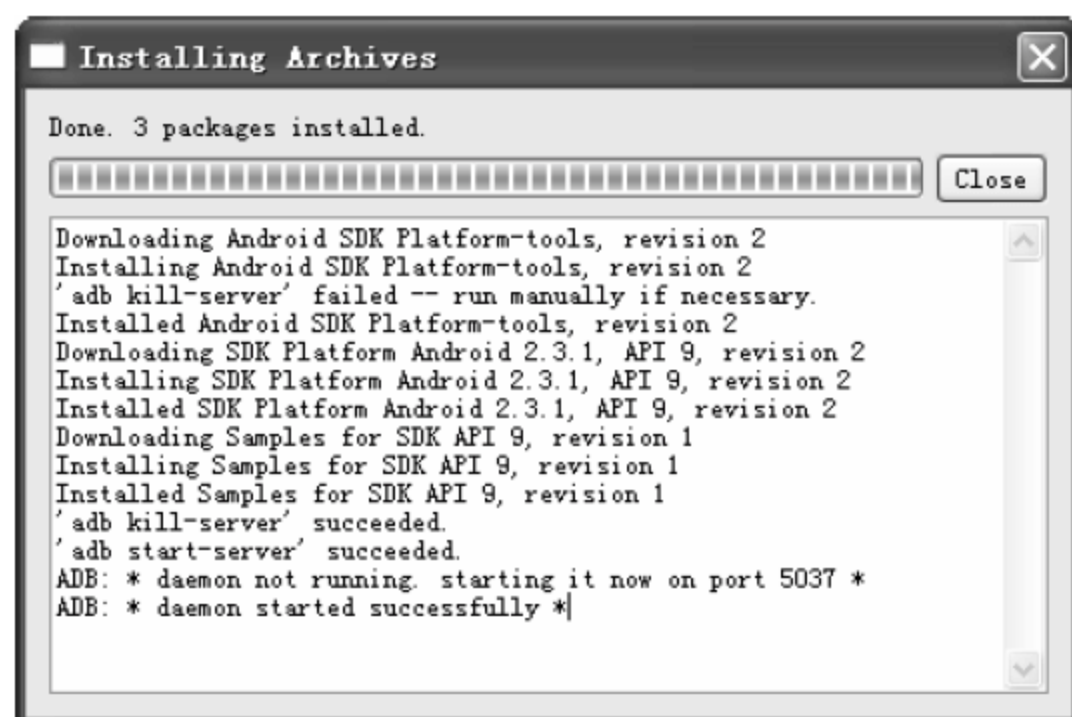 Installing Archives
Done. 3 packages installed.
Close
Downloading Android SDK Platform-tools, revision 2
Installing Android SDK Platform-tools, revision 2
'adb kill-server' failed -- run manually if necessary.
Installed Android SDK Platform-tools, revision 2
Downloading SDK Platform Android 2.3.1, API 9, revision 2
Installing SDK Platform Android 2.3.1, API 9, revision 2
Installed SDK Platform Android 2.3.1, API 9, revision 2
Downloading Samples for SDK API 9, revision 1
Installing Samples for SDK API 9, revision 1
Installed Samples for SDK API 9, revision 1
'adb kill-server' succeeded.
'adb start-server' succeeded.
ADB: * daemon not running. starting it now on port 5037 *
ADB: * daemon started successfully *